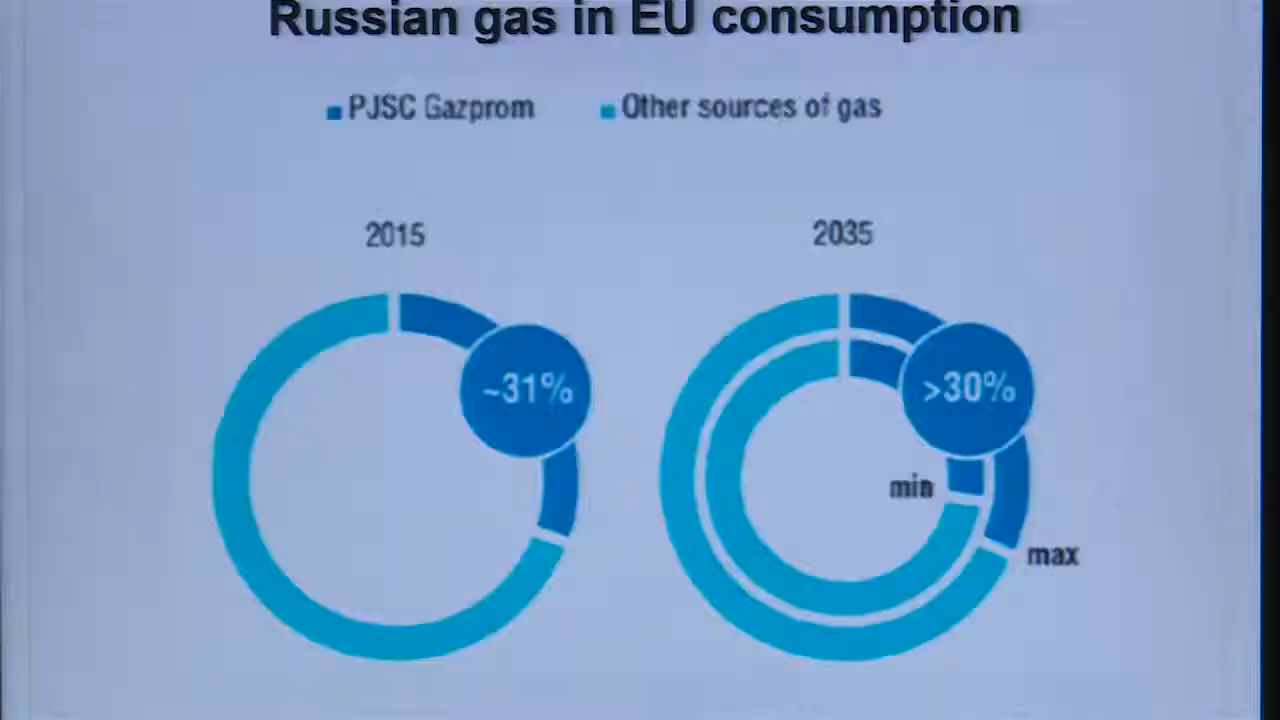 Russian gas in EU consumption
PJSC Gazprom
Other sources of gas
2015
2035
~31%
>30%
min
max